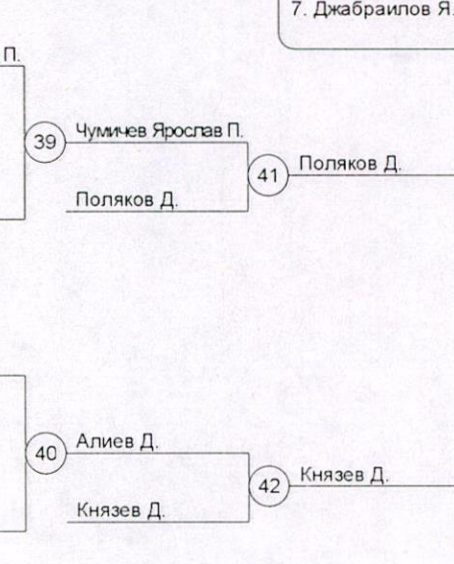 7. Джабраилов Я.
П.
39
Чумичев Ярослав П.
Поляков Д.
41
Поляков Д.
40
Алиев Д.
Князев Д.
42
Князев Д.